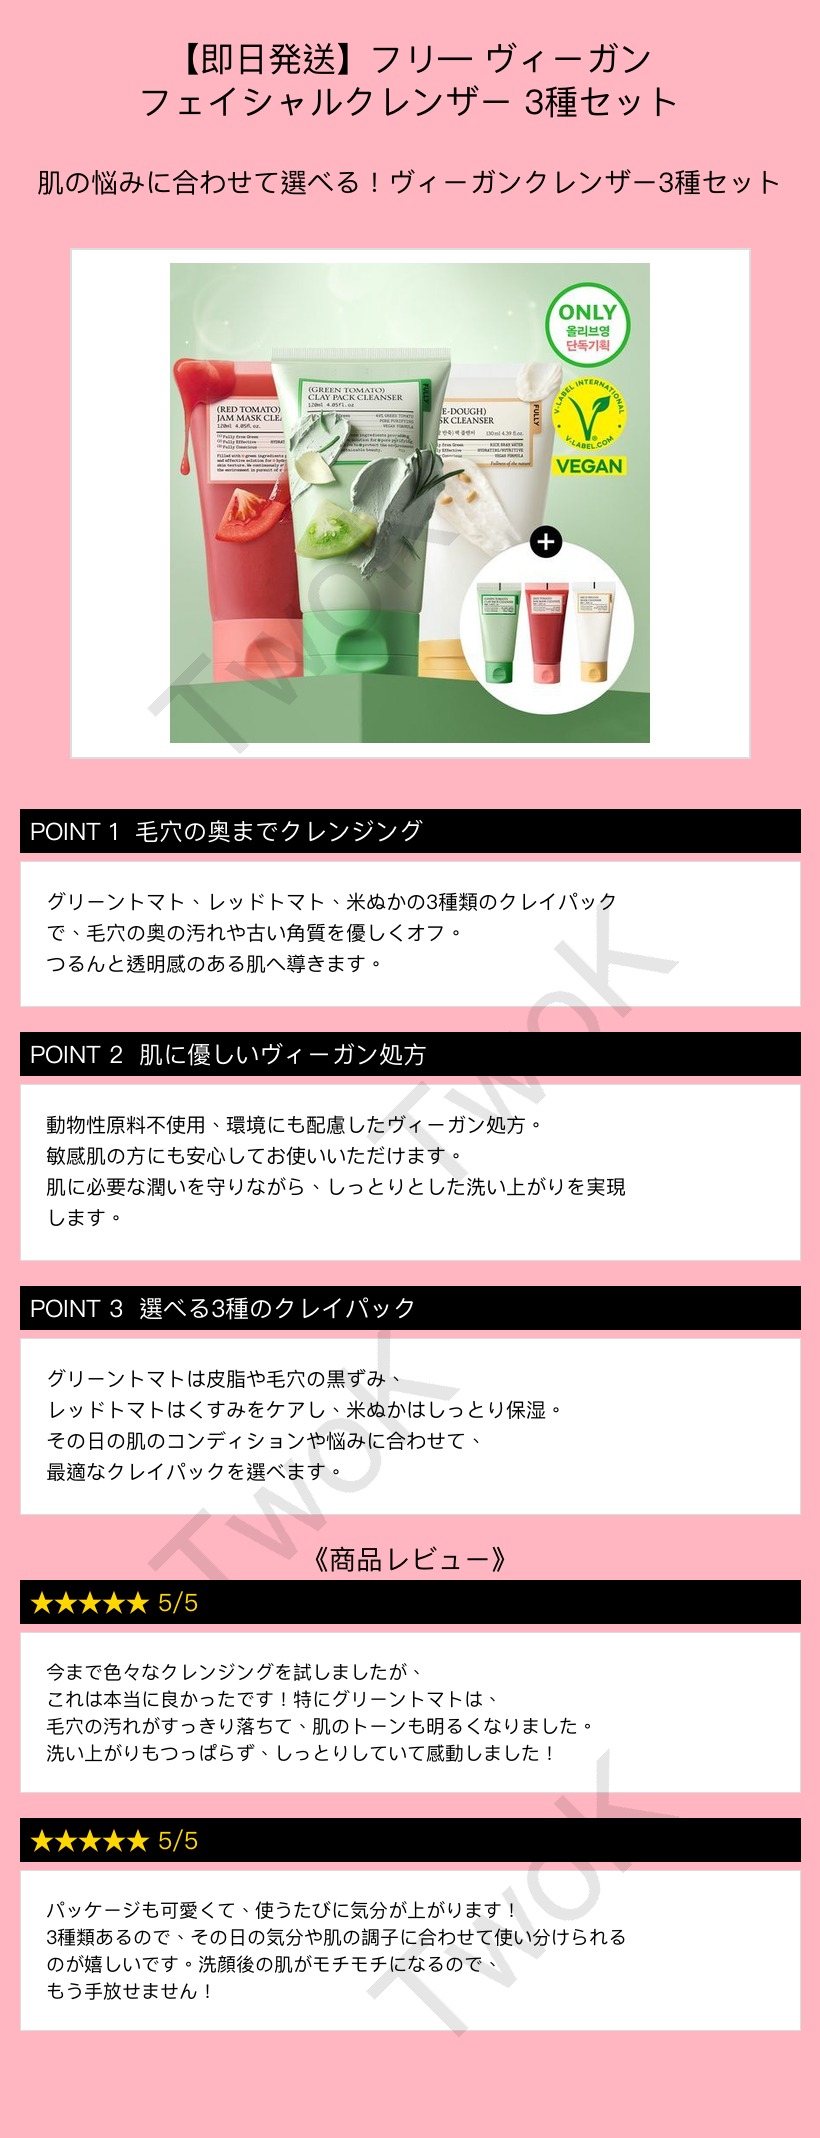 【即日発送】フリー ヴィーガン
フェイシャルクレンザー 3種セット
肌の悩みに合わせて選べる！ヴィーガンクレンザー3種セット
ONLY
올리브영
단독기획
V-LABEL INTERNATIONAL
V-LABEL.COM
VEGAN
(RED TOMATO)
JAM MASK CLE
120ml 4.05fl.oz
(GREEN TOMATO)
CLAY PACK CLEANSER
120ml 4.05fl.oz
FULLY
E-DOUGH)
SK CLEANSER
130ml 4.39 fl.oz
FULLY
TwoK
POINT 1 毛穴の奥までクレンジング
グリーントマト、レッドトマト、米ぬかの3種類のクレイパック
で、毛穴の奥の汚れや古い角質を優しくオフ。
つるんと透明感のある肌へ導きます。
TwoK
POINT 2 肌に優しいヴィーガン処方
動物性原料不使用、環境にも配慮したヴィーガン処方。
敏感肌の方にも安心してお使いいただけます。
肌に必要な潤いを守りながら、しっとりとした洗い上がりを実現
します。
POINT 3 選べる3種のクレイパック
グリーントマトは皮脂や毛穴の黒ずみ、
レッドトマトはくすみをケアし、米ぬかはしっとり保湿。
その日の肌のコンディションや悩みに合わせて、
最適なクレイパックを選べます。
TwoK
《商品レビュー》
★★★★★ 5/5
今まで色々なクレンジングを試しましたが、
これは本当に良かったです！特にグリーントマトは、
毛穴の汚れがすっきり落ちて、肌のトーンも明るくなりました。
洗い上がりもつっぱらず、しっとりしていて感動しました！
★★★★★ 5/5
パッケージも可愛くて、使うたびに気分が上がります！
3種類あるので、その日の気分や肌の調子に合わせて使い分けられる
のが嬉しいです。洗顔後の肌がモチモチになるので、
もう手放せません！
TwoK